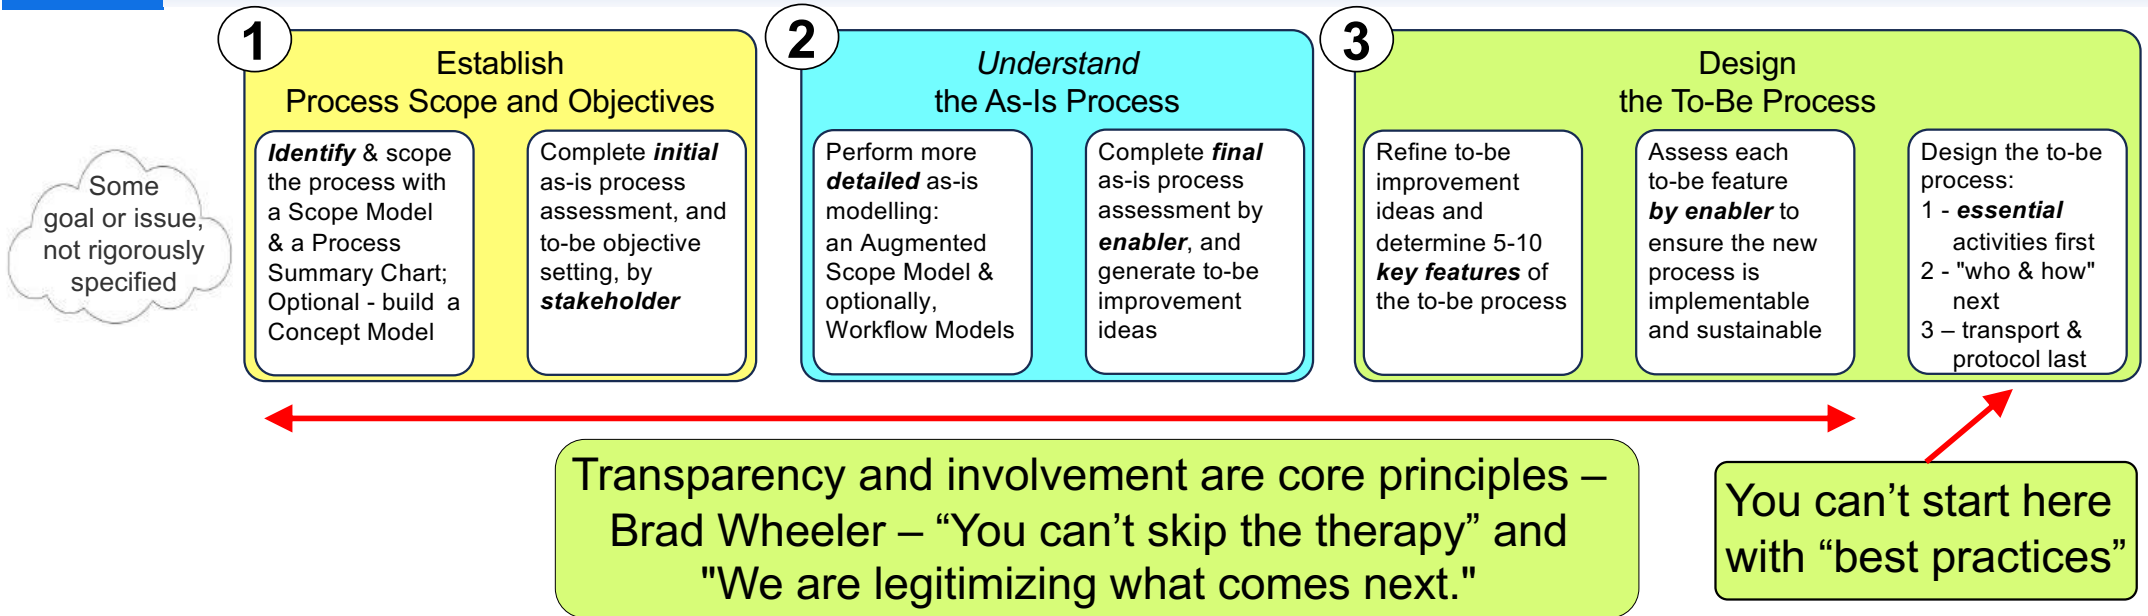 Some
goal or issue,
not rigorously
specified
1
Establish
Process Scope and Objectives
Identify & scope
the process with
a Scope Model
& a Process
Summary Chart;
Optional - build a
Concept Model
Complete initial
as-is process
assessment, and
to-be objective
setting, by
stakeholder
2
Understand
the As-Is Process
Perform more
detailed as-is
modelling:
an Augmented
Scope Model &
optionally,
Workflow Models
Complete final
as-is process
assessment by
enabler, and
generate to-be
improvement
ideas
3
Design
the To-Be Process
Refine to-be
improvement
ideas and
determine 5-10
key features of
the to-be process
Assess each
to-be feature
by enabler to
ensure the new
process is
implementable
and sustainable
Design the to-be
process:
1 - essential
activities first
2 - "who & how"
next
3 – transport &
protocol last
Transparency and involvement are core principles –
Brad Wheeler – “You can’t skip the therapy” and
"We are legitimizing what comes next."
You can’t start here
with “best practices”